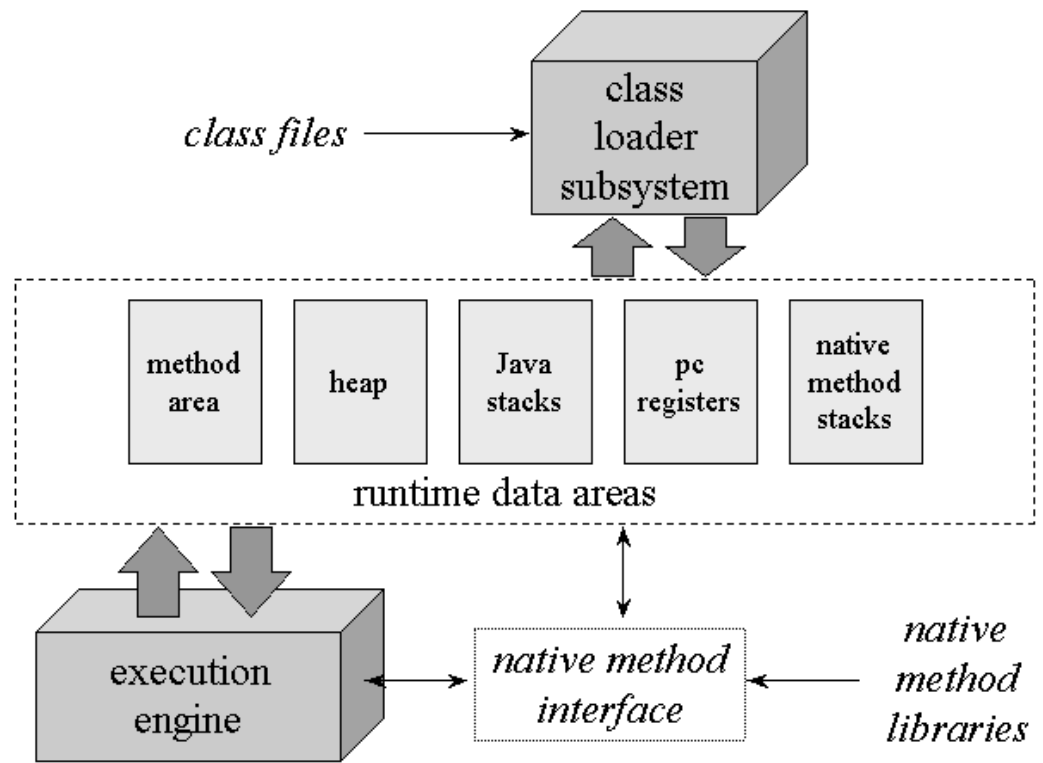 class
loader
subsystem
class files
method
area
heap
Java
stacks
pc
registers
native
method
stacks
runtime data areas
execution
engine
native method
interface
native
method
libraries